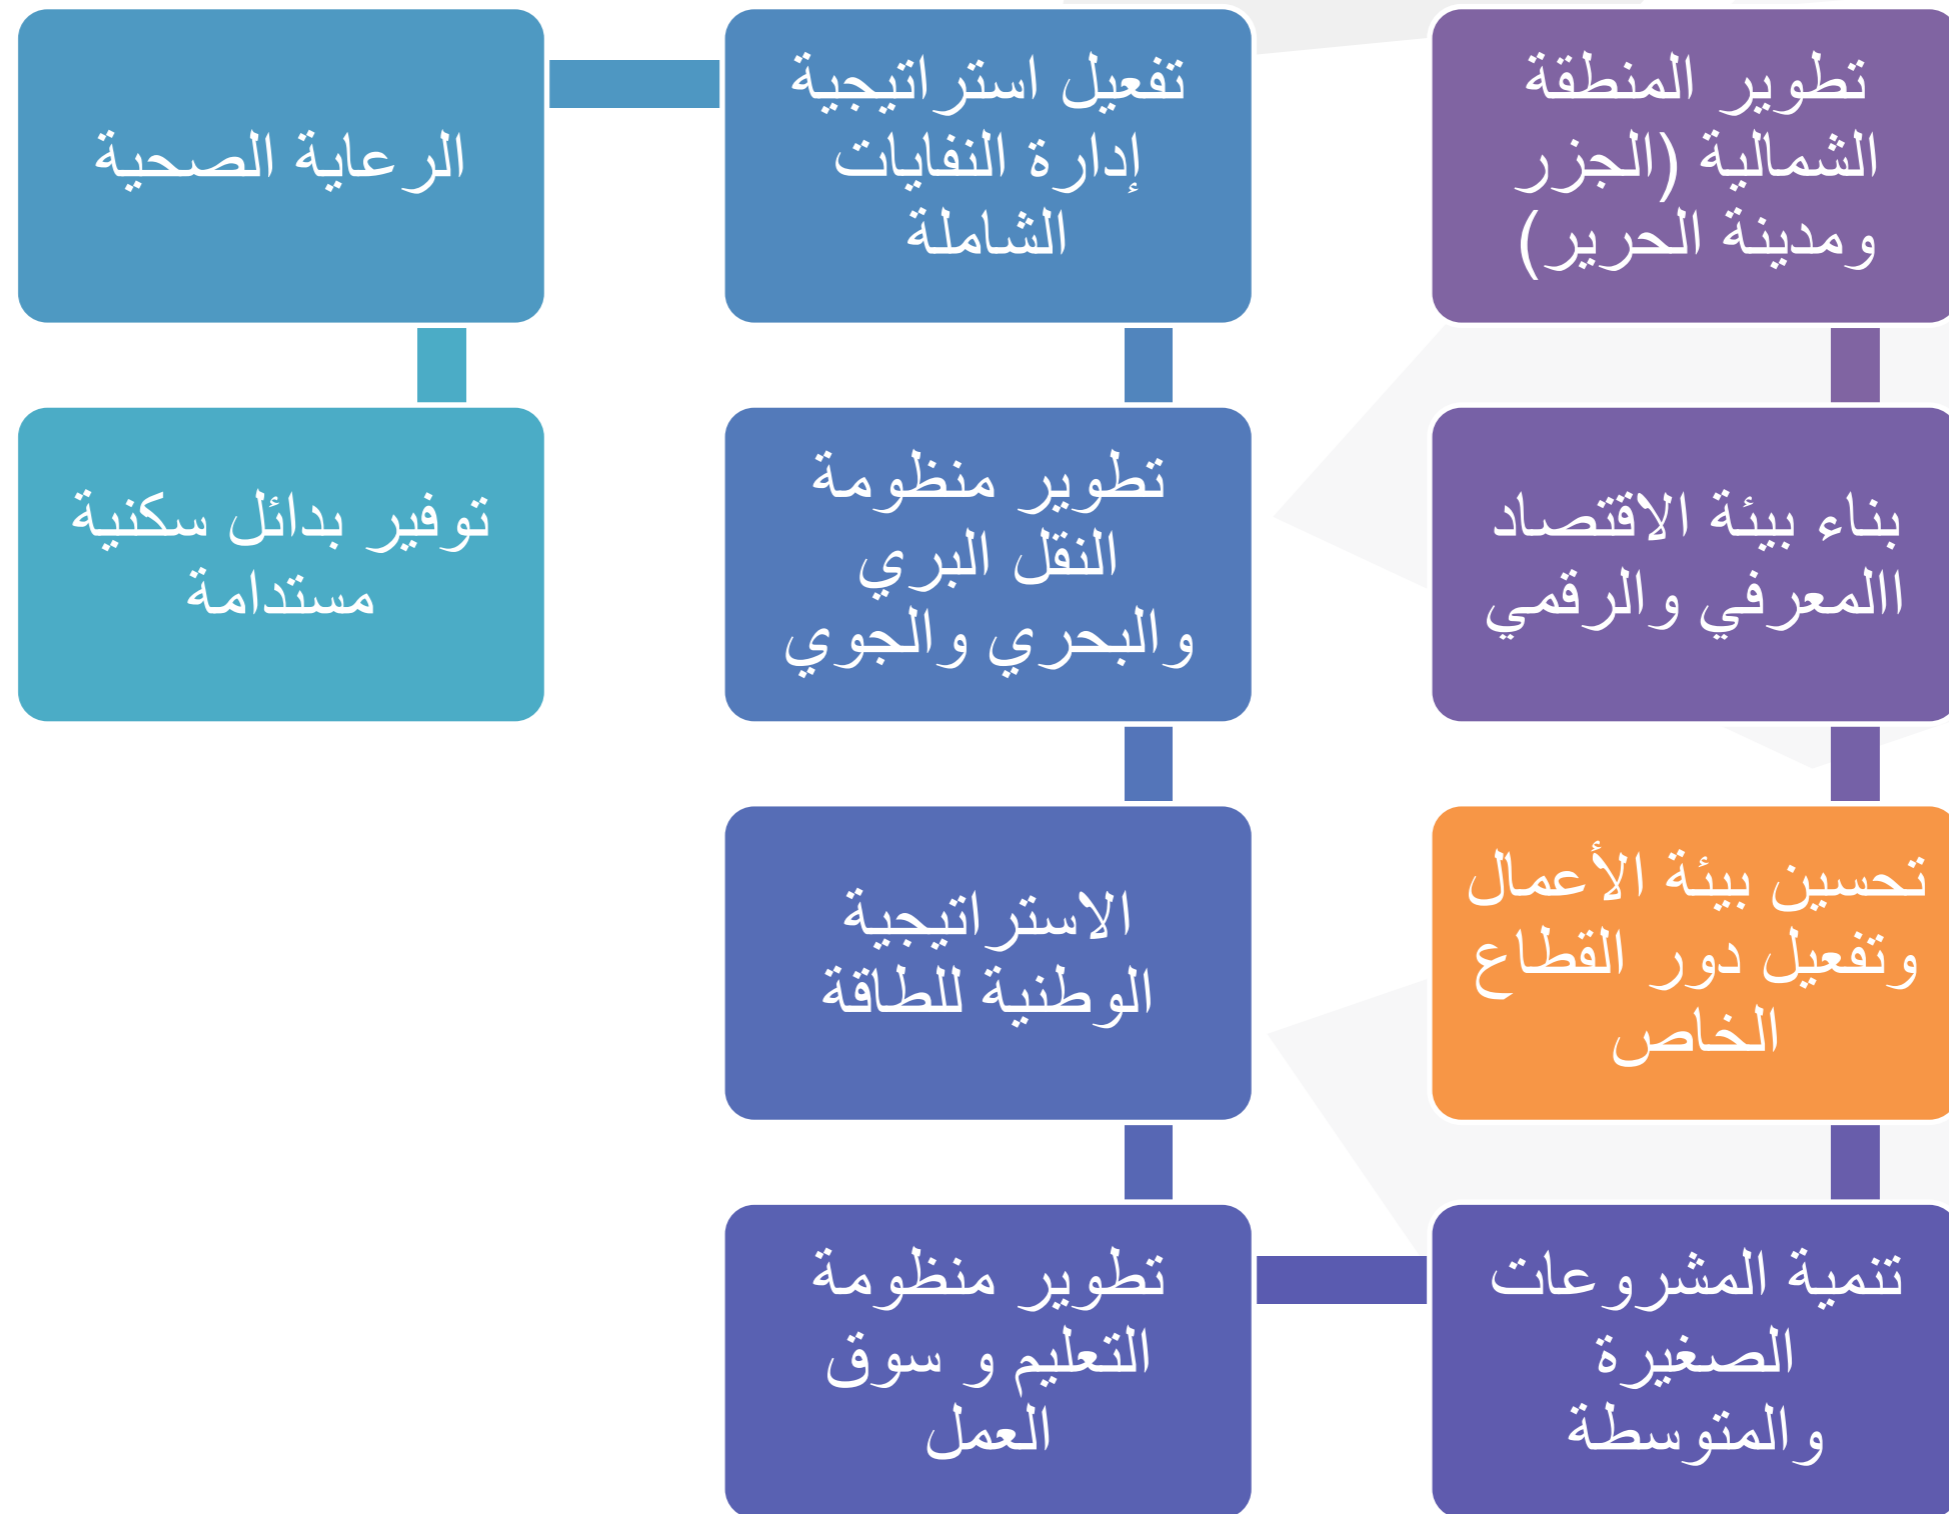 تطوير المنطقة
الشمالية (الجزر
ومدينة الحرير)
بناء بيئة الاقتصاد
االمعرفي والرقمي
تحسين بيئة الأعمال
وتفعيل دور القطاع
الخاص
تنمية المشروعات
الصغيرة
والمتوسطة
تطوير منظومة
التعليم و سوق
العمل
الاستراتيجية
الوطنية للطاقة
تطوير منظومة
النقل البري
والبحري والجوي
تفعيل استراتيجية
إدارة النفايات
الشاملة
الرعاية الصحية
توفير بدائل سكنية
مستدامة